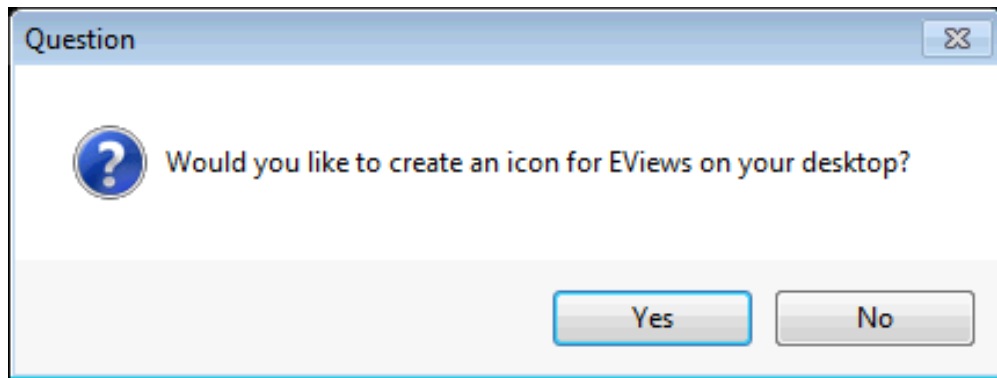 Question
Would you like to create an icon for EViews on your desktop?
Yes No